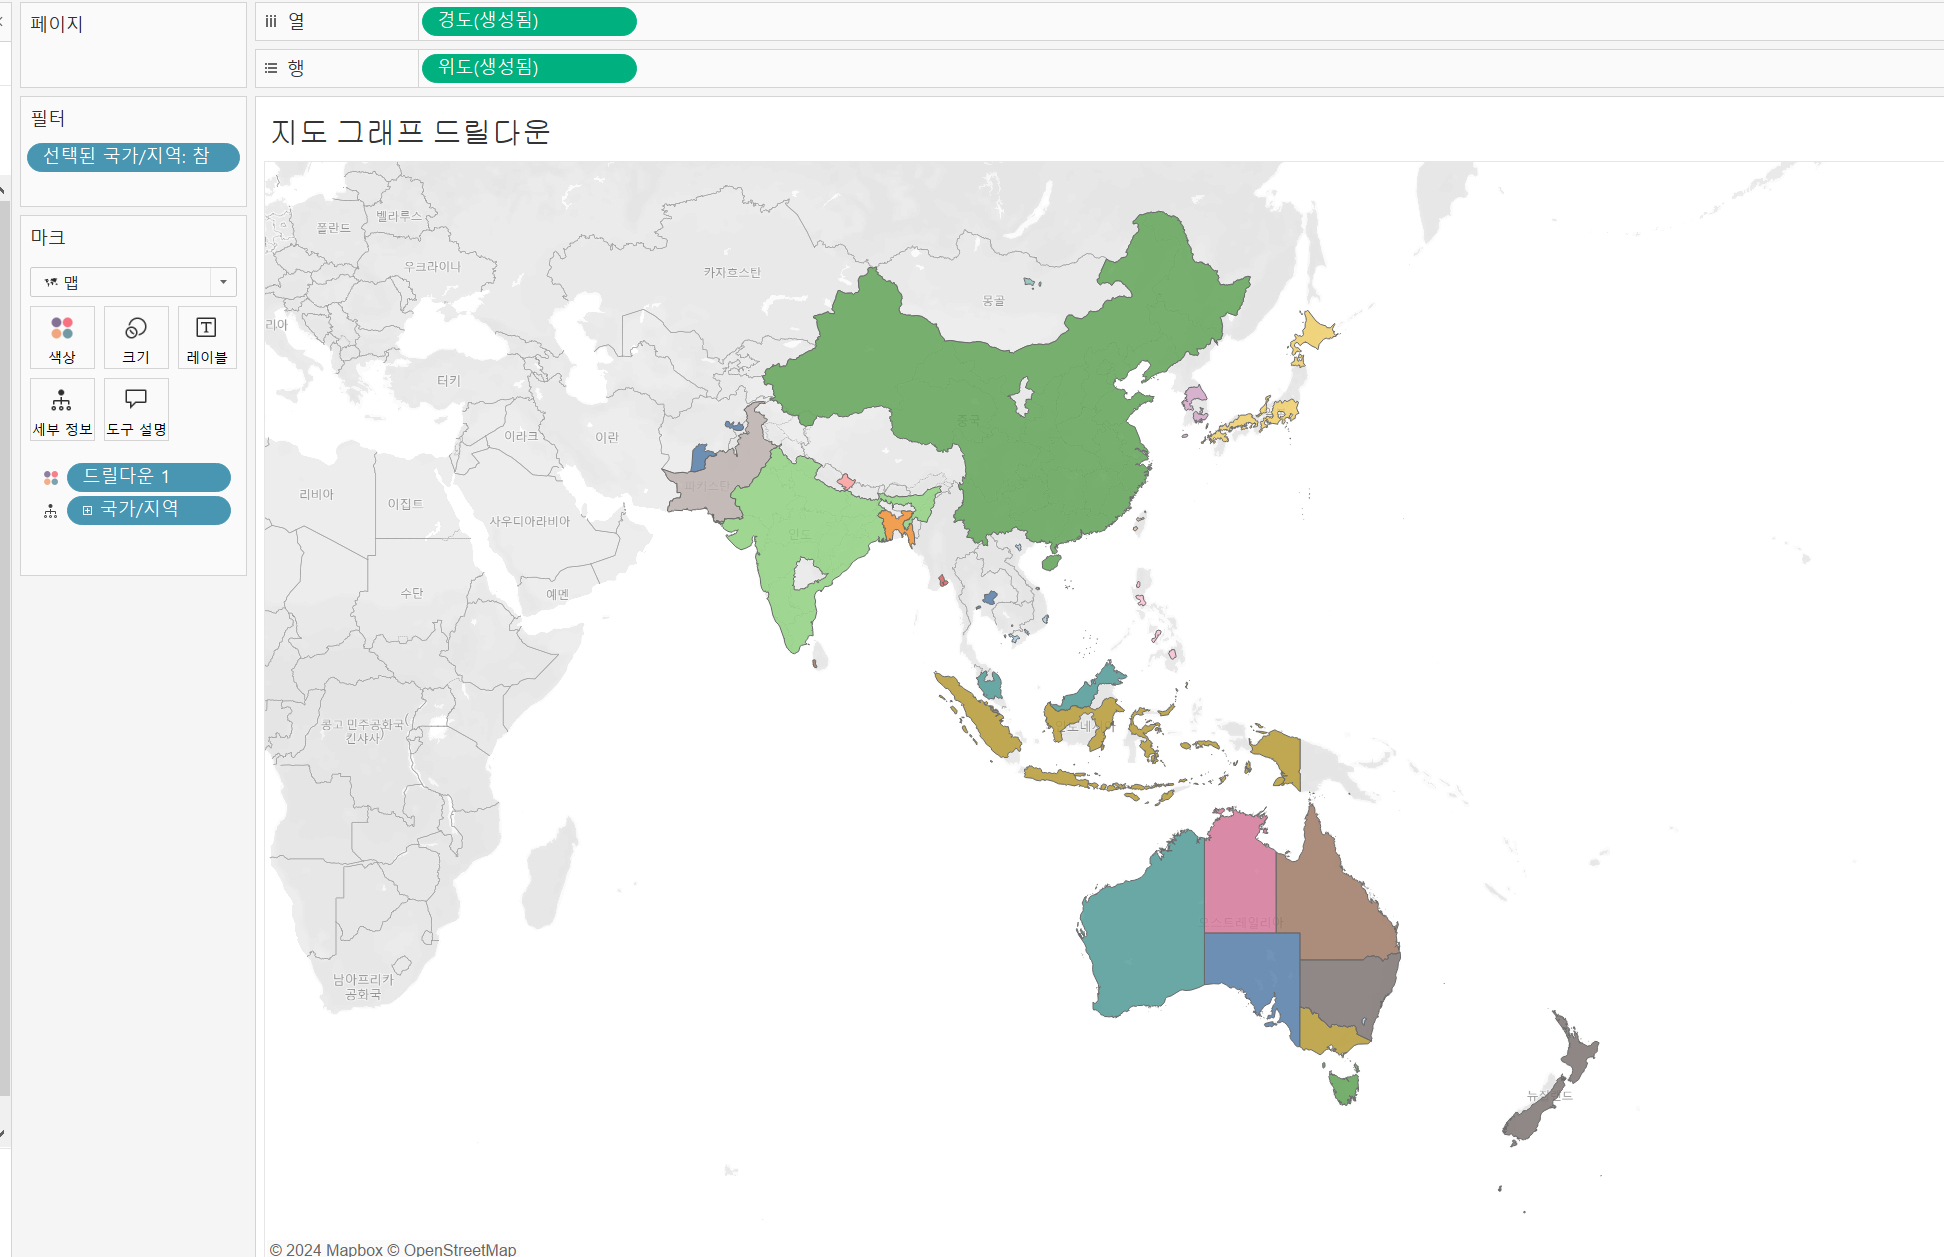 페이지
iii 열
경도(생성됨)
행
위도(생성됨)
필터
선택된 국가/지역: 참
마크
맵
색상
크기
레이블
세부 정보
도구 설명
드릴다운 1
국가/지역
지도 그래프 드릴다운
벨라루스
폴란드
우크라이나
카자흐스탄
몽골
리아
터키
중국
이라크
이란
파키스탄
리비아
이집트
사우디아라비아
인도
수단
예멘
콩고 민주공화국(
킨샤사)
인도네시아
오스트레일리아
남아프리카
공화국
뉴질랜드
© 2024 Mapbox © OpenStreetMap